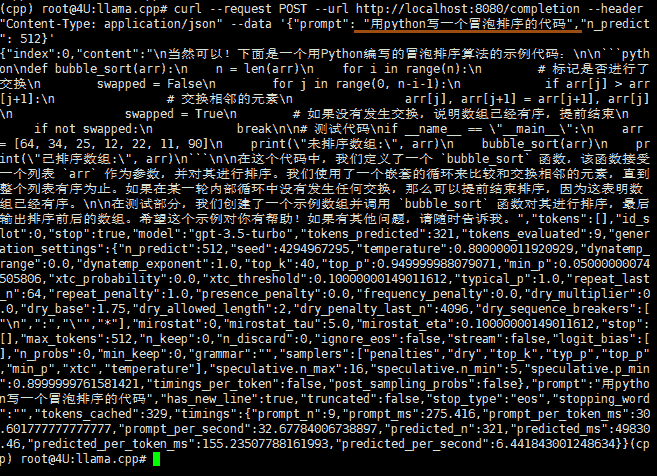 (cpp) root@4U:llama.cpp# curl --request POST --url http://localhost:8080/completion --header
"Content-Type: application/json" --data '{"prompt": "用python写一个冒泡排序的代码","n_predict
": 512}'
{"index":0,"content":"\n当然可以！下面是一个用Python编写的冒泡排序算法的示例代码：\n\n```pytho
n\ndef bubble_sort(arr):\n    n = len(arr)\n    for i in range(n):\n        # 标记是否进行了
交换\n        swapped = False\n        for j in range(0, n-i-1):\n            if arr[j] > arr
[j+1]:\n                # 交换相邻的元素\n                arr[j], arr[j+1] = arr[j+1], arr[j]
\n                swapped = True\n        # 如果没有发生交换，说明数组已经有序，提前结束\n
     if not swapped:\n            break\n\n# 测试代码\nif __name__ == \"__main__\":\n    arr
= [64, 34, 25, 12, 22, 11, 90]\n    print(\"未排序数组:\", arr)\n    bubble_sort(arr)\n    pr
int(\"已排序数组:\", arr)\n```\n\n在这个代码中，我们定义了一个 `bubble_sort` 函数，该函数接受
一个列表 `arr` 作为参数，并对其进行排序。我们使用了一个嵌套的循环来比较和交换相邻的元素，直到
整个列表有序为止。如果在某一轮内部循环中没有发生任何交换，那么可以提前结束排序，因为这表明数
组已经有序。\n\n在测试部分，我们创建了一个示例数组并调用 `bubble_sort` 函数对其进行排序，最后
输出排序前后的数组。希望这个示例对你有帮助！如果有其他问题，请随时告诉我。","tokens":[],"id_s
lot":0,"stop":true,"model":"gpt-3.5-turbo","tokens_predicted":321,"tokens_evaluated":9,"gener
ation_settings":{"n_predict":512,"seed":4294967295,"temperature":0.800000011920929,"dynatemp_
range":0.0,"dynatemp_exponent":1.0,"top_k":40,"top_p":0.949999988079071,"min_p":0.05000000074
505806,"xtc_probability":0.0,"xtc_threshold":0.10000000149011612,"typical_p":1.0,"repeat_last
_n":64,"repeat_penalty":1.0,"presence_penalty":0.0,"frequency_penalty":0.0,"dry_multiplier":0
.0,"dry_base":1.75,"dry_allowed_length":2,"dry_penalty_last_n":4096,"dry_sequence_breakers":[
"\n",":","\"","*"],"mirostat":0,"mirostat_tau":5.0,"mirostat_eta":0.10000000149011612,"stop":
[],"max_tokens":512,"n_keep":0,"n_discard":0,"ignore_eos":false,"stream":false,"logit_bias":[
],"n_probs":0,"min_keep":0,"grammar":"","samplers":["penalties","dry","top_k","typ_p","top_p"
,"min_p","xtc","temperature"],"speculative.n_max":16,"speculative.n_min":5,"speculative.p_min
":0.8999999761581421,"timings_per_token":false,"post_sampling_probs":false},"prompt":"用pytho
n写一个冒泡排序的代码","has_new_line":true,"truncated":false,"stop_type":"eos","stopping_word
":"","tokens_cached":329,"timings":{"prompt_n":9,"prompt_ms":275.416,"prompt_per_token_ms":30
.601777777777777,"prompt_per_second":32.67784006738897,"predicted_n":321,"predicted_ms":49830
.46,"predicted_per_token_ms":155.23507788161993,"predicted_per_second":6.441843001248634}}(cp
p) root@4U:llama.cpp#